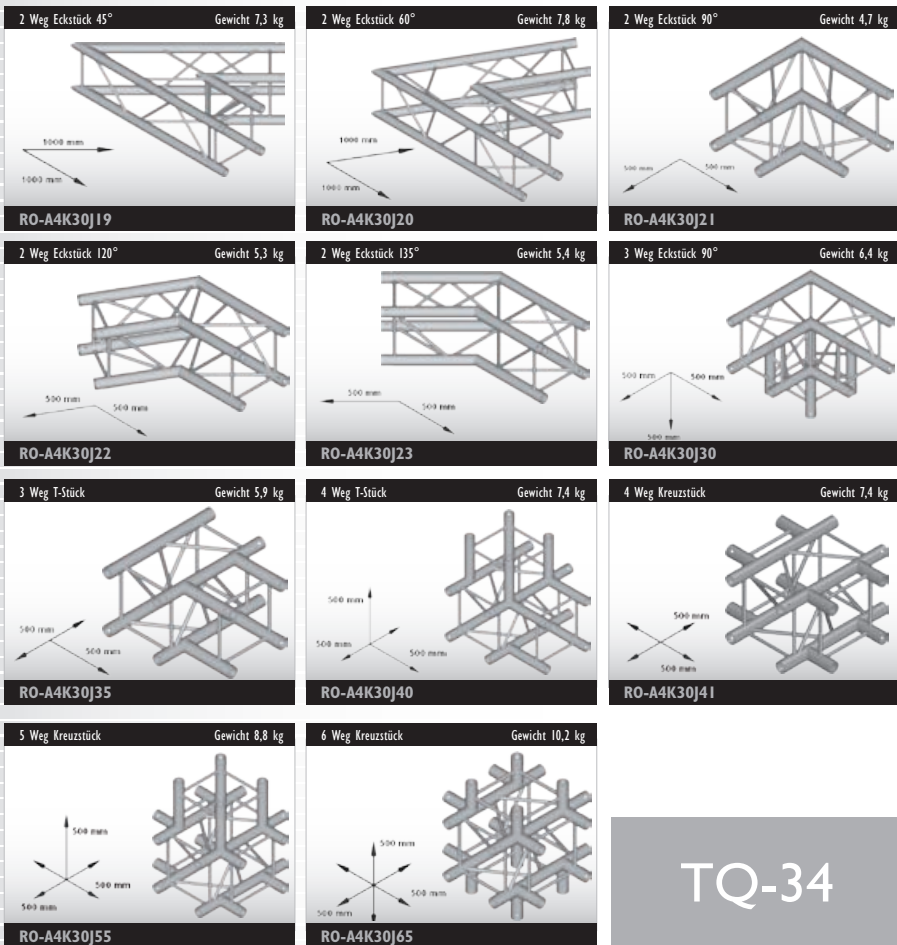 2 Weg Eckstück 45° Gewicht 7,3 kg
1000 mm
1000 mm
RO-A4K30J19
2 Weg Eckstück 60° Gewicht 7,8 kg
1000 mm
1000 mm
RO-A4K30J20
2 Weg Eckstück 90° Gewicht 4,7 kg
500 mm
500 mm
RO-A4K30J21
2 Weg Eckstück 120° Gewicht 5,3 kg
500 mm
500 mm
RO-A4K30J22
2 Weg Eckstück 135° Gewicht 5,4 kg
500 mm
500 mm
RO-A4K30J23
3 Weg Eckstück 90° Gewicht 6,4 kg
500 mm
500 mm
500 mm
RO-A4K30J30
3 Weg T-Stück Gewicht 5,9 kg
500 mm
500 mm
RO-A4K30J35
4 Weg T-Stück Gewicht 7,4 kg
500 mm
500 mm
500 mm
RO-A4K30J40
4 Weg Kreuzstück Gewicht 7,4 kg
500 mm
500 mm
RO-A4K30J41
5 Weg Kreuzstück Gewicht 8,8 kg
500 mm
500 mm
500 mm
RO-A4K30J55
6 Weg Kreuzstück Gewicht 10,2 kg
500 mm
500 mm
500 mm
RO-A4K30J65
TQ-34